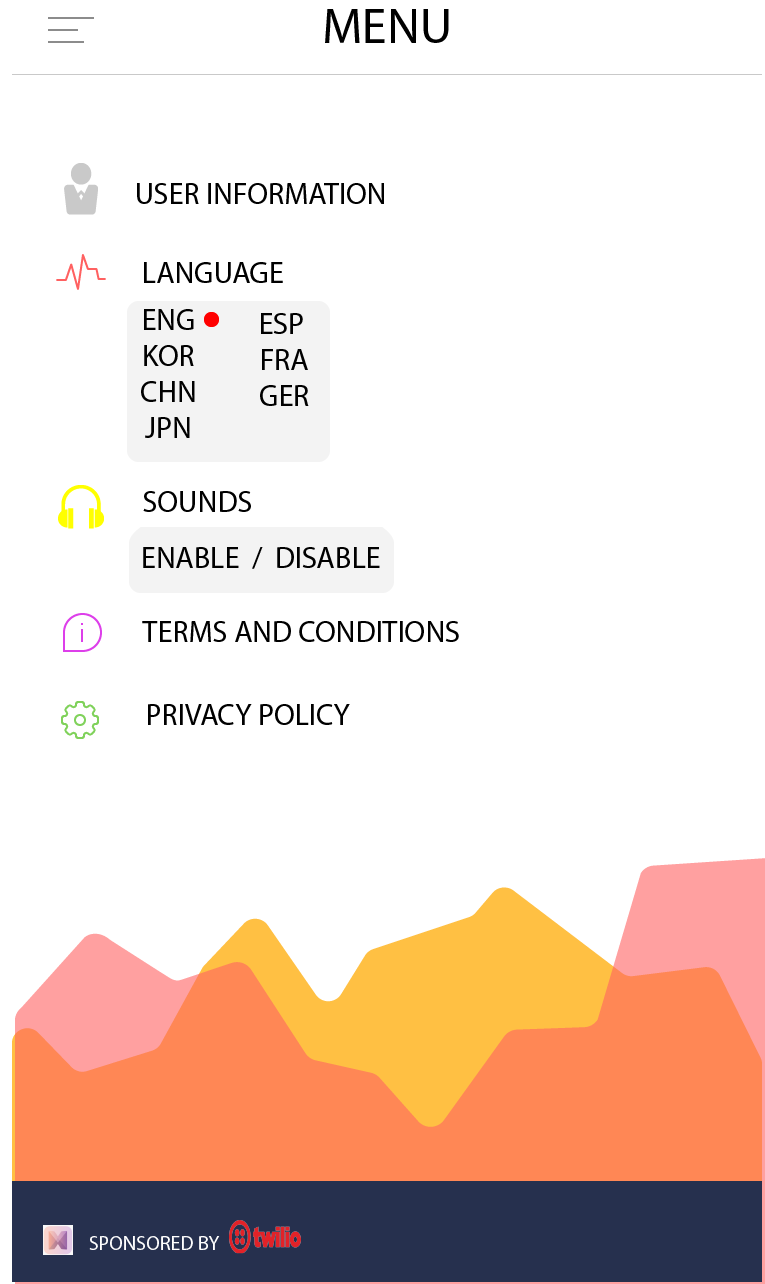 MENU
USER INFORMATION
LANGUAGE
ENG ESP
KOR FRA
CHN GER
JPN
SOUNDS
ENABLE / DISABLE
TERMS AND CONDITIONS
PRIVACY POLICY
SPONSORED BY twilio